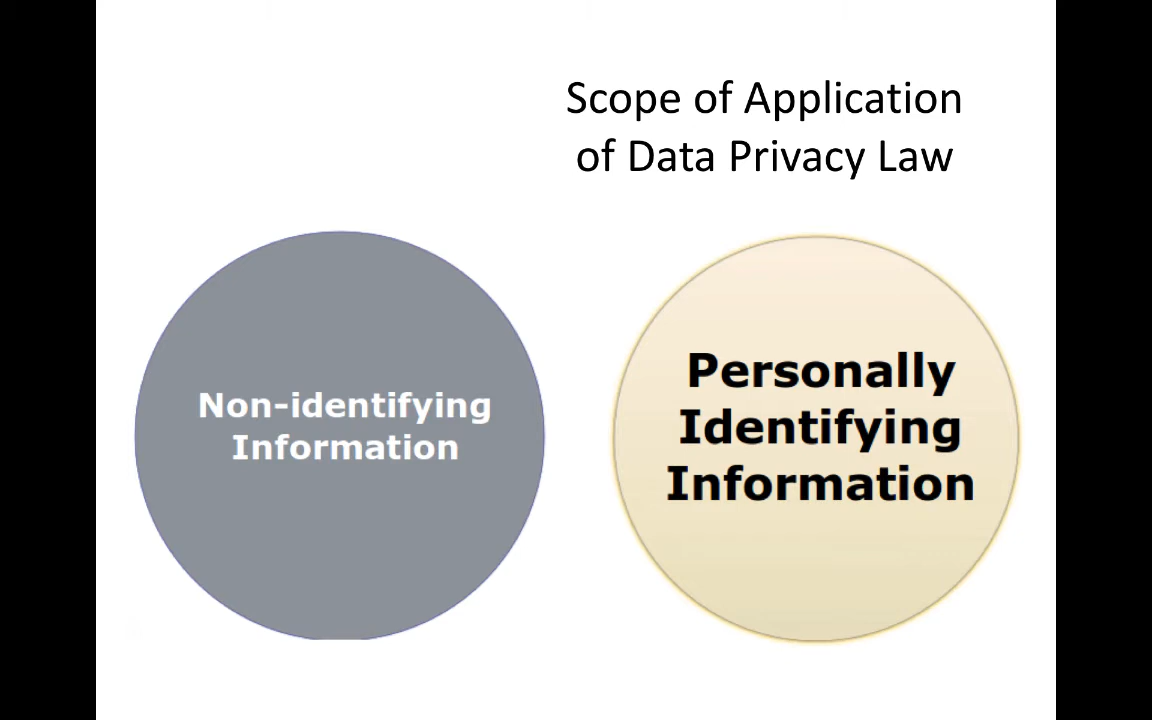 Scope of Application
of Data Privacy Law
Non-identifying
Information
Personally
Identifying
Information